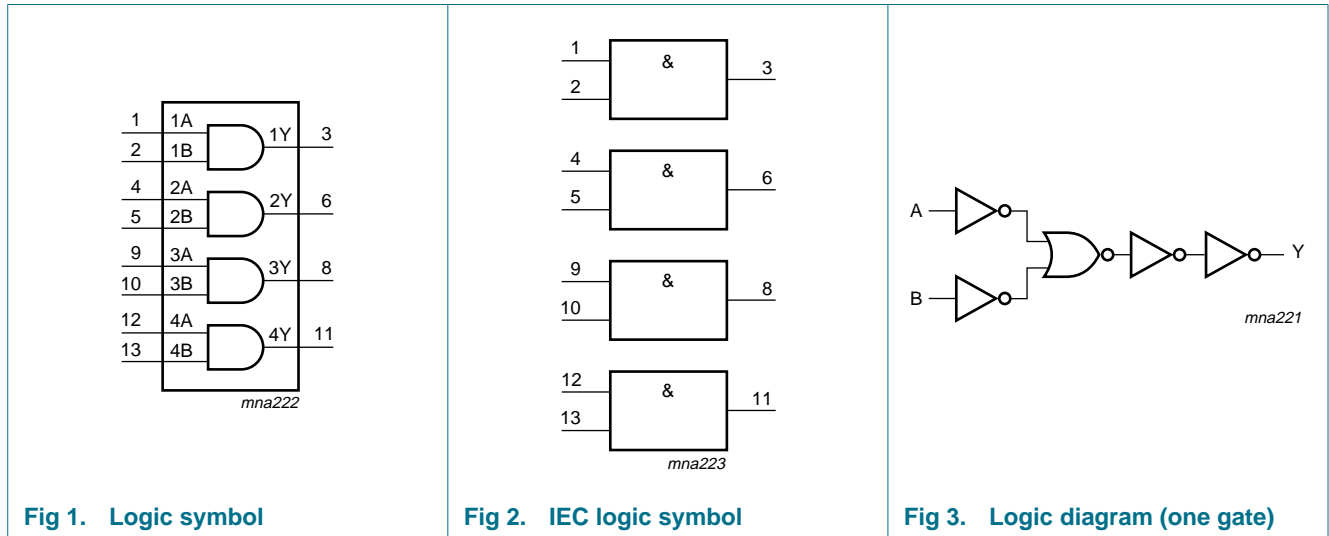 1 1A 1Y 3
2 1B
4 2A 2Y 6
5 2B
9 3A 3Y 8
10 3B
12 4A 4Y 11
13 4B
mna222
Fig 1. Logic symbol
1 & 3
2
4 & 6
5
9 & 8
10
12 & 11
13
mna223
Fig 2. IEC logic symbol
A
Y
B
mna221
Fig 3. Logic diagram (one gate)